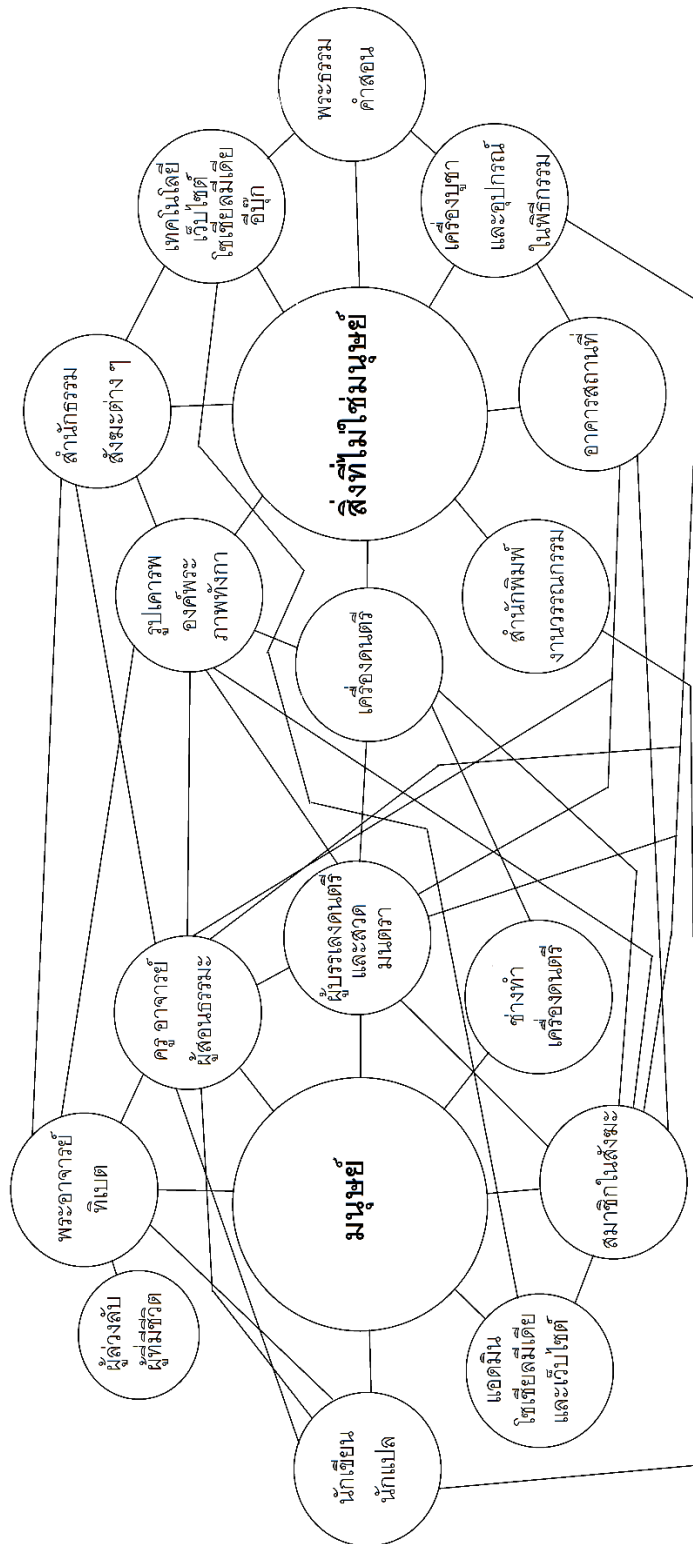 ผู้ล่วงลับ
ผู้ที่มีชีวิต
พระอาจารย์
ทิเบต
ครู อาจารย์
ผู้สอนธรรมะ
สำนักธรรม
สังฆะต่าง ๆ
รูปเคารพ
องค์พระ
ภาพทังกา
เทคโนโลยี
เว็บไซต์
โซเชียลมีเดีย
อีบุ๊ก
นักเขียน
นักแปล
มนุษย์
ผู้บรรเลงดนตรี
และสวด
มนตรา
เครื่องดนตรี
สิ่งที่ไม่ใช่มนุษย์
พระธรรม
คำสอน
แอดมิน
โซเชียลมีเดีย
และเว็บไซต์
สมาชิกในสังฆะ
ช่างทำ
เครื่องดนตรี
สำนักพิมพ์
งานวรรณกรรม
อาคารสถานที่
เครื่องบูชา
และอุปกรณ์
ในพิธีกรรม